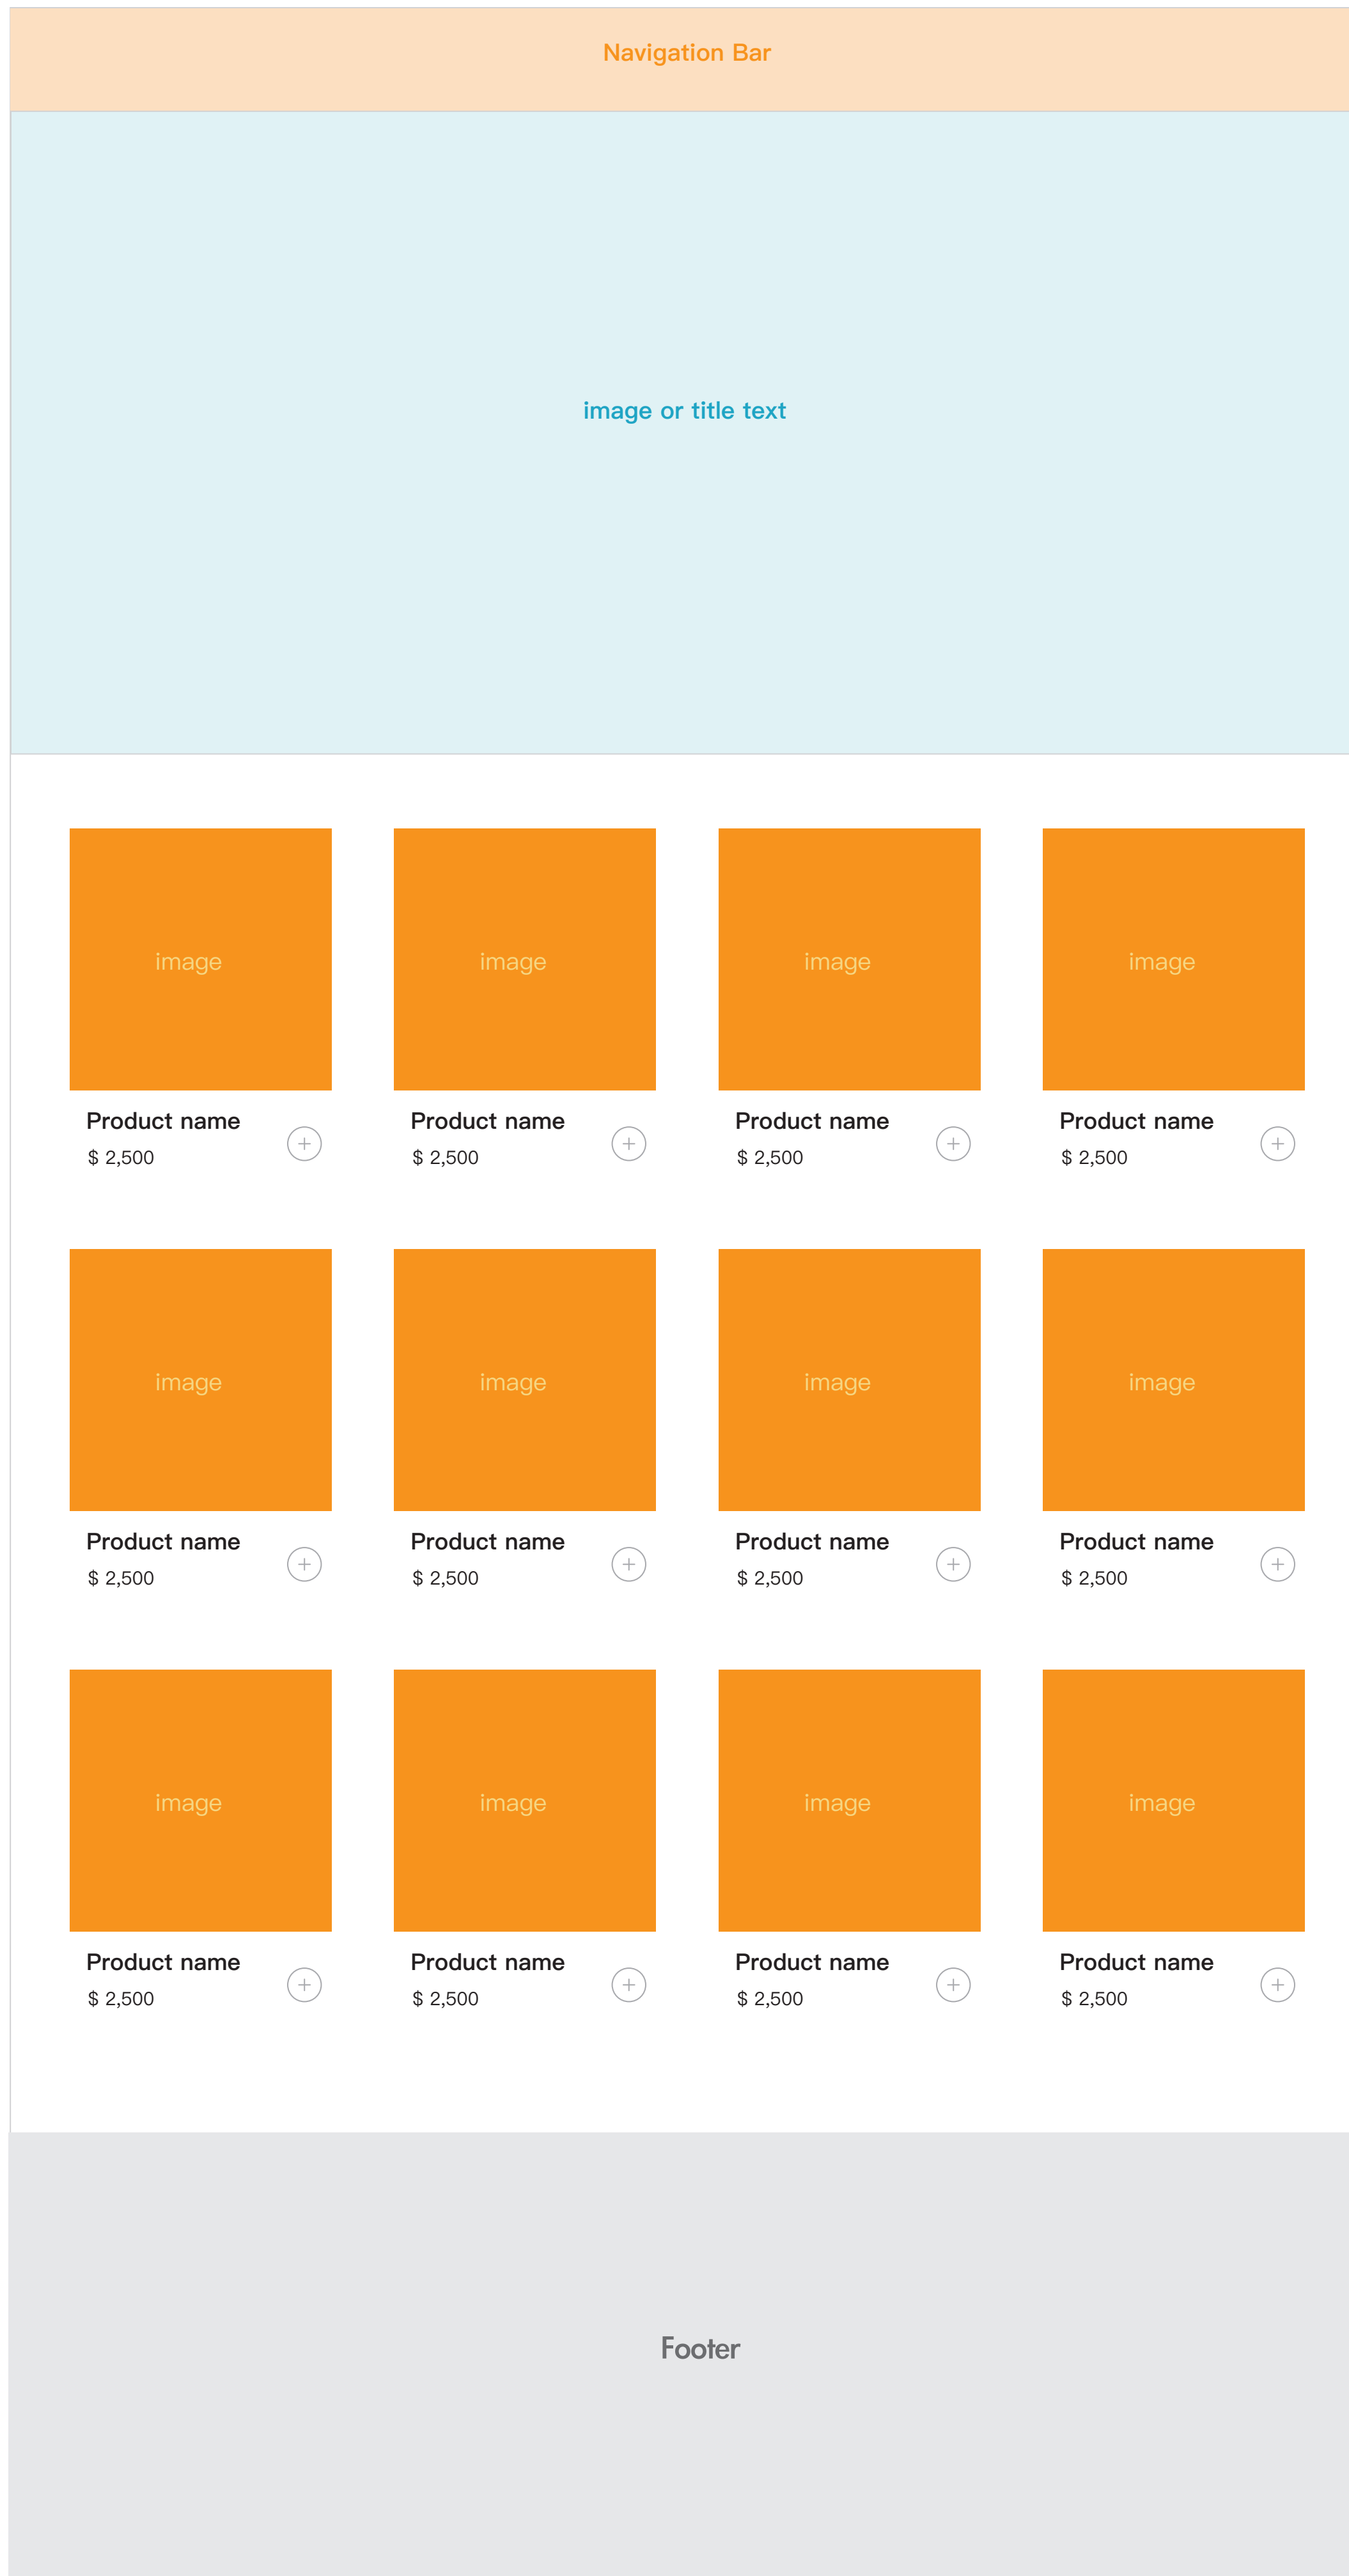 Navigation Bar
image or title text
image image image image
Product name Product name Product name Product name
$ 2,500 $ 2,500 $ 2,500 $ 2,500
image image image image
Product name Product name Product name Product name
$ 2,500 $ 2,500 $ 2,500 $ 2,500
image image image image
Product name Product name Product name Product name
$ 2,500 $ 2,500 $ 2,500 $ 2,500
Footer